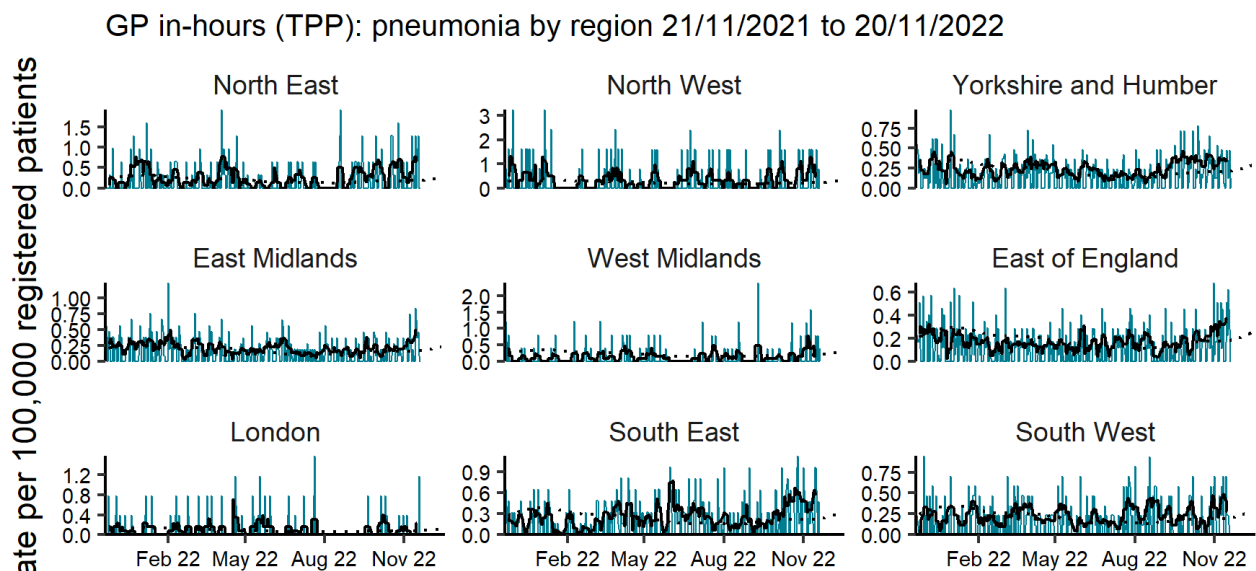 GP in-hours (TPP): pneumonia by region 21/11/2021 to 20/11/2022
ate per 100,000 registered patients
North East
North West
Yorkshire and Humber
1.5
1.0
0.5
0.0
3
2
1
0
0.75
0.50
0.25
0.00
East Midlands
West Midlands
East of England
1.00
0.75
0.50
0.25
0.00
2.0
1.5
1.0
0.5
0.0
0.6
0.4
0.2
0.0
London
South East
South West
1.2
0.8
0.4
0.0
0.9
0.6
0.3
0.0
0.75
0.50
0.25
0.00
Feb 22 May 22 Aug 22 Nov 22
Feb 22 May 22 Aug 22 Nov 22
Feb 22 May 22 Aug 22 Nov 22